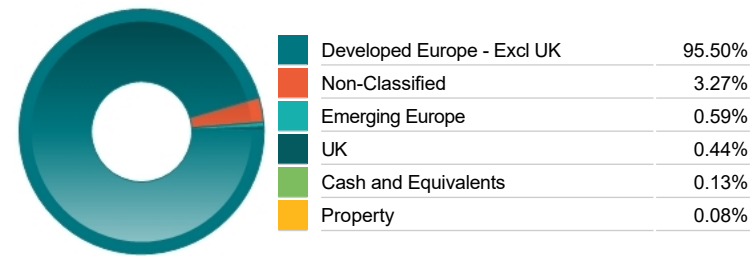 Developed Europe - Excl UK 95.50%
Non-Classified 3.27%
Emerging Europe 0.59%
UK 0.44%
Cash and Equivalents 0.13%
Property 0.08%